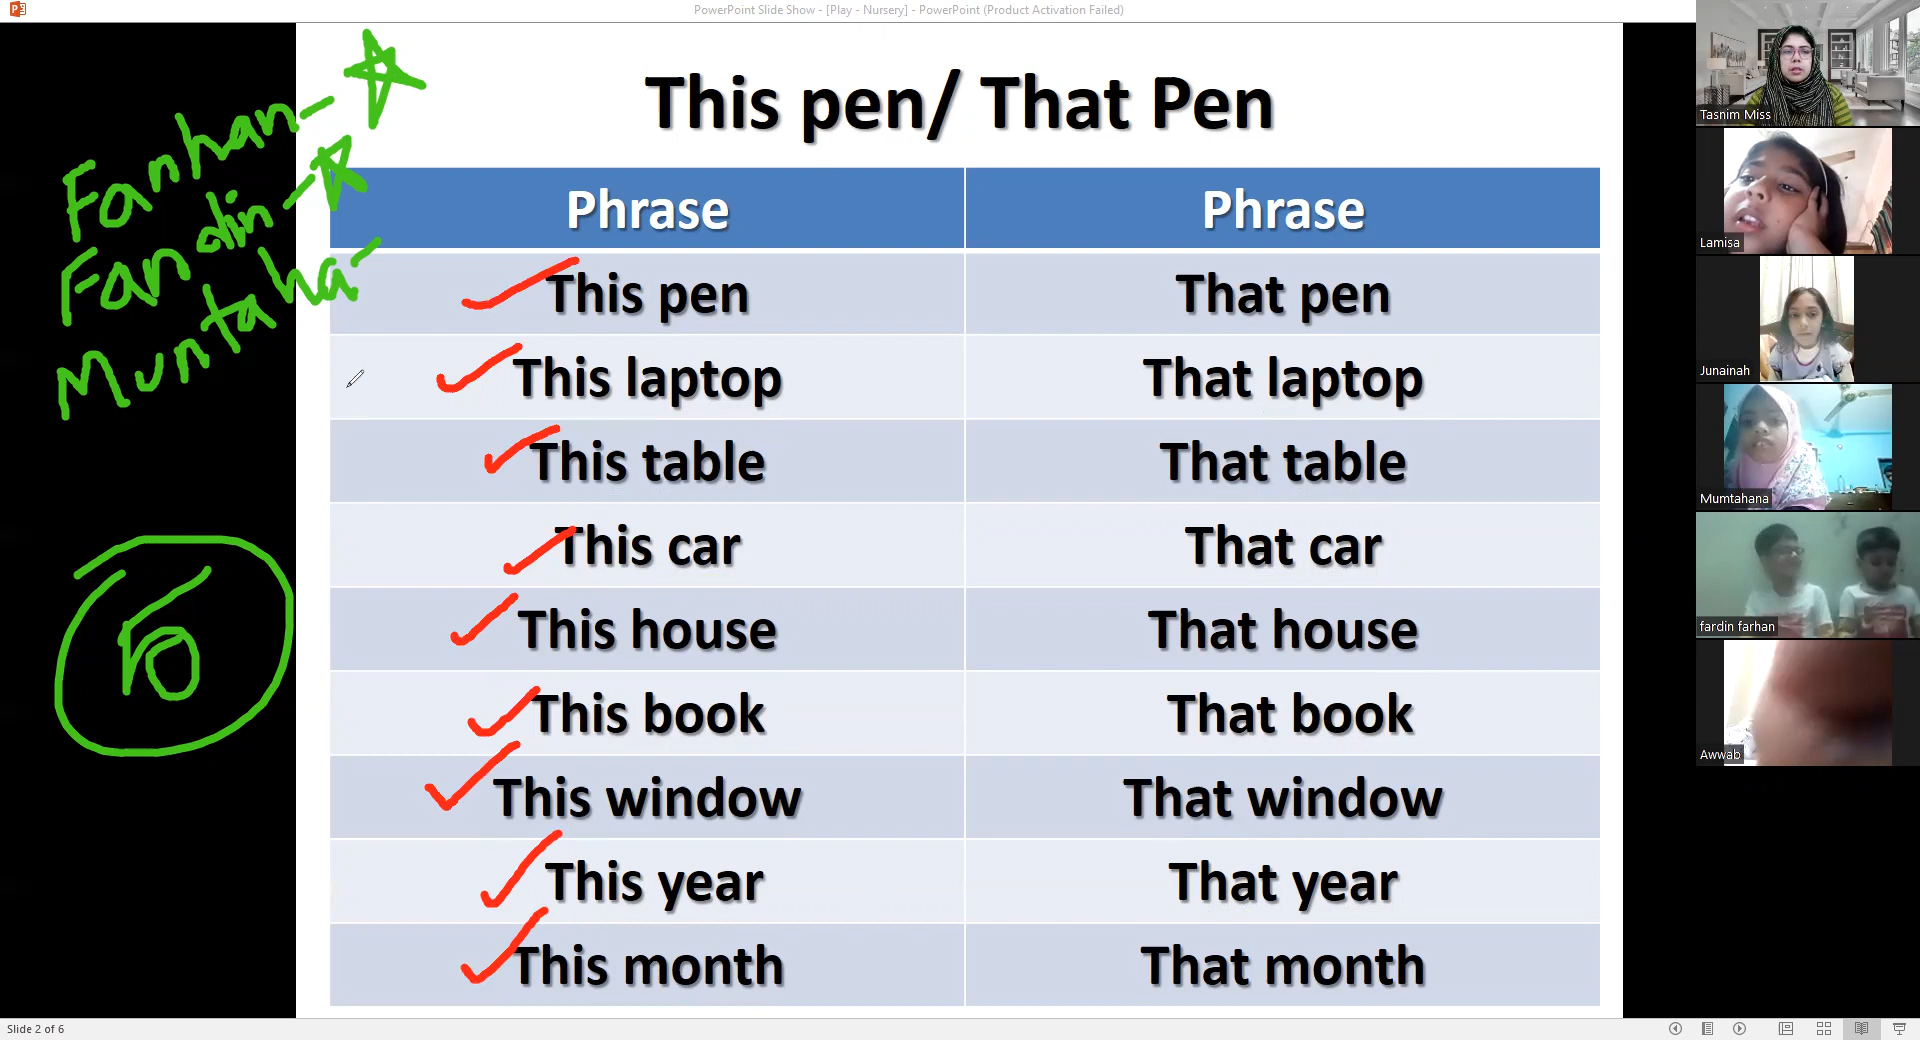 PowerPoint Slide Show - [Play - Nursery] - PowerPoint (Product Activation Failed)
This pen/ That Pen
Phrase Phrase
This pen That pen
This laptop That laptop
This table That table
This car That car
This house That house
This book That book
This window That window
This year That year
This month That month
Farhan-
Fardin-
Muntaha-
Tasnim Miss
Lamisa
Junainah
Mumtahana
fardin farhan
Awwab
Slide 2 of 6